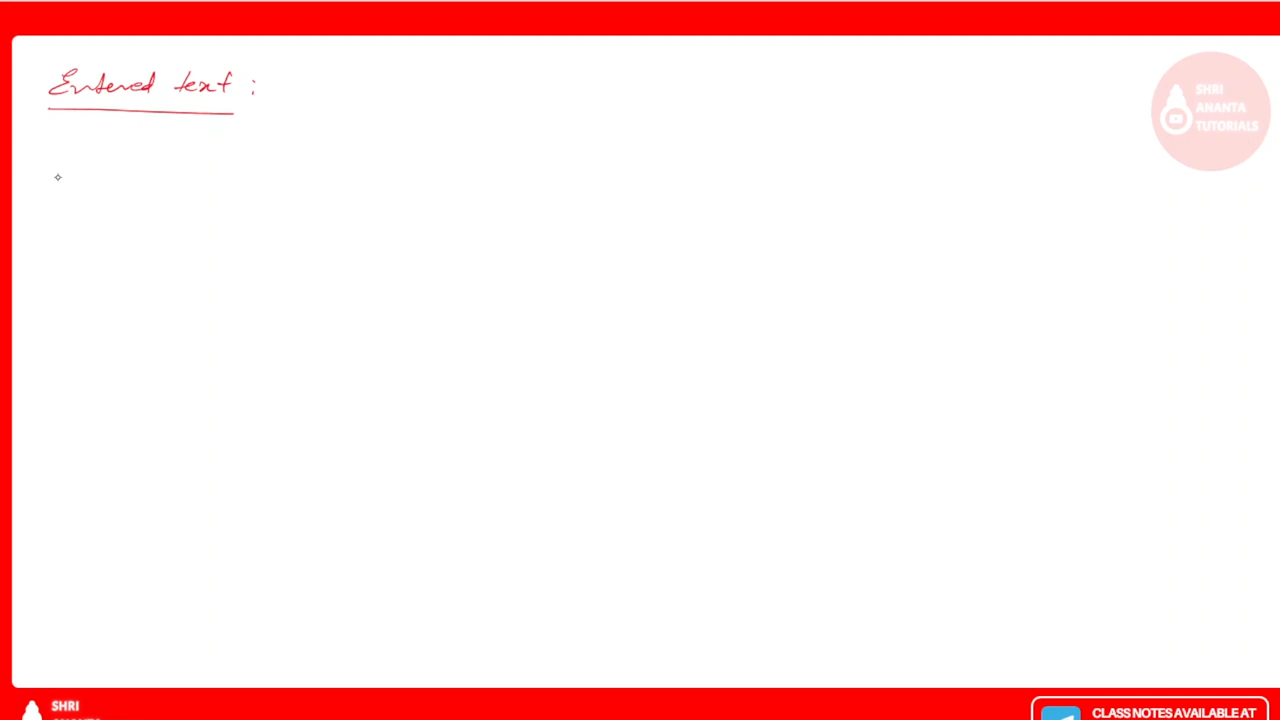 Entered text :
SHRI
ANANTA
TUTORIALS
SHRI
CLASS NOTES AVAILABLE AT